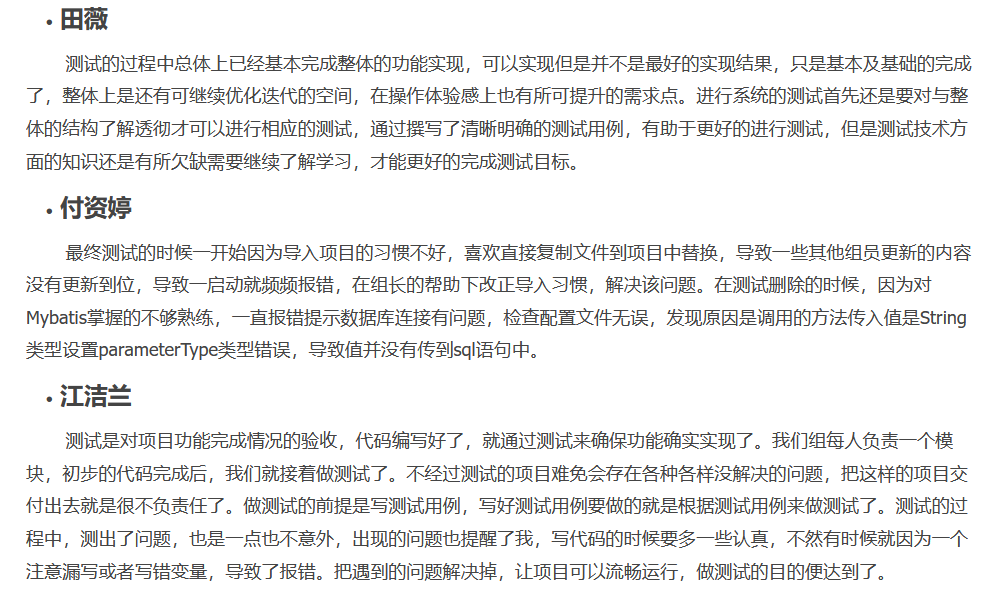 • 田薇
测试的过程中总体上已经基本完成整体的功能实现，可以实现但是并不是最好的实现结果，只是基本及基础的完成
了，整体上是还有可继续优化迭代的空间，在操作体验感上也有所可提升的需求点。进行系统的测试首先还是要对与整
体的结构了解透彻才可以进行相应的测试，通过撰写了清晰明确的测试用例，有助于更好的进行测试，但是测试技术方
面的知识还是有所欠缺需要继续了解学习，才能更好的完成测试目标。
• 付资婷
最终测试的时候一开始因为导入项目的习惯不好，喜欢直接复制文件到项目中替换，导致一些其他组员更新的内容
没有更新到位，导致一启动就频频报错，在组长的帮助下改正导入习惯，解决该问题。在测试删除的时候，因为对
Mybatis掌握的不够熟练，一直报错提示数据库连接有问题，检查配置文件无误，发现原因是调用的方法传入值是String
类型设置parameterType类型错误，导致值并没有传到sql语句中。
• 江洁兰
测试是对项目功能完成情况的验收，代码编写好了，就通过测试来确保功能确实实现了。我们组每人负责一个模
块，初步的代码完成后，我们就接着做测试了。不经过测试的项目难免会存在各种各样没解决的问题，把这样的项目交
付出去就是很不负责任了。做测试的前提是写测试用例，写好测试用例要做的就是根据测试用例来做测试了。测试的过
程中，测出了问题，也是一点也不意外，出现的问题也提醒了我，写代码的时候要多一些认真，不然有时候就因为一个
注意漏写或者写错变量，导致了报错。把遇到的问题解决掉，让项目可以流畅运行，做测试的目的便达到了。